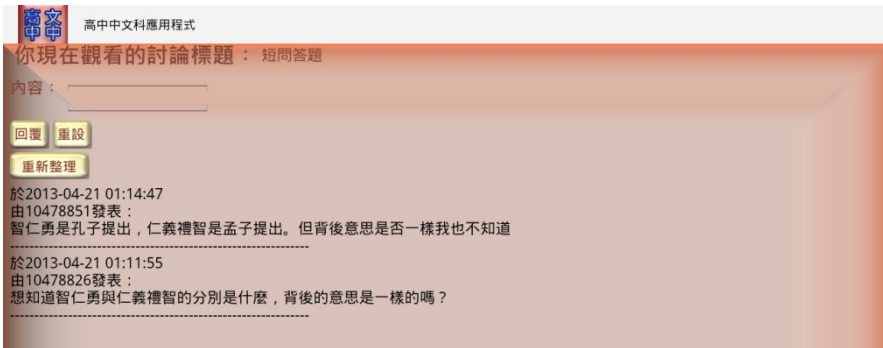 高文
中中
高中中文科應用程式
你現在觀看的討論標題： 短問答題
內容：
回覆 重設
重新整理
於2013-04-21 01:14:47
由10478851發表：
智仁勇是孔子提出，仁義禮智是孟子提出。但背後意思是否一樣我也不知道
--------------------------------------------------------------
於2013-04-21 01:11:55
由10478826發表：
想知道智仁勇與仁義禮智的分別是什麼，背後的意思是一樣的嗎？
--------------------------------------------------------------